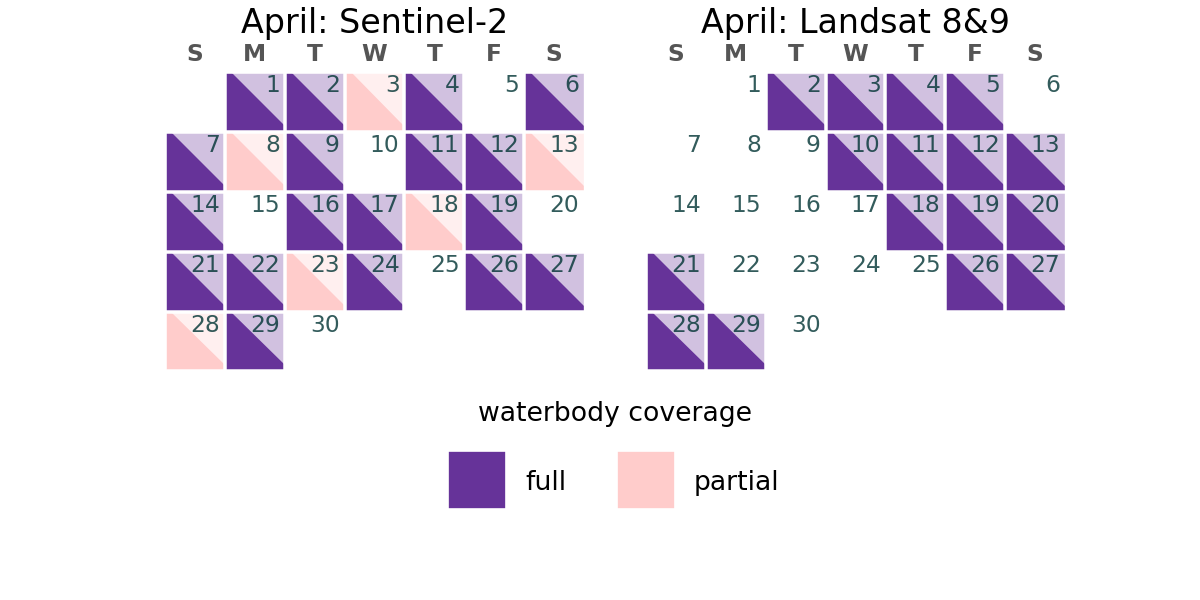 April: Sentinel-2
S M T W T F S
1 2 3 4 5 6
7 8 9 10 11 12 13
14 15 16 17 18 19 20
21 22 23 24 25 26 27
28 29 30
April: Landsat 8&9
S M T W T F S
1 2 3 4 5 6
7 8 9 10 11 12 13
14 15 16 17 18 19 20
21 22 23 24 25 26 27
28 29 30
waterbody coverage
full partial